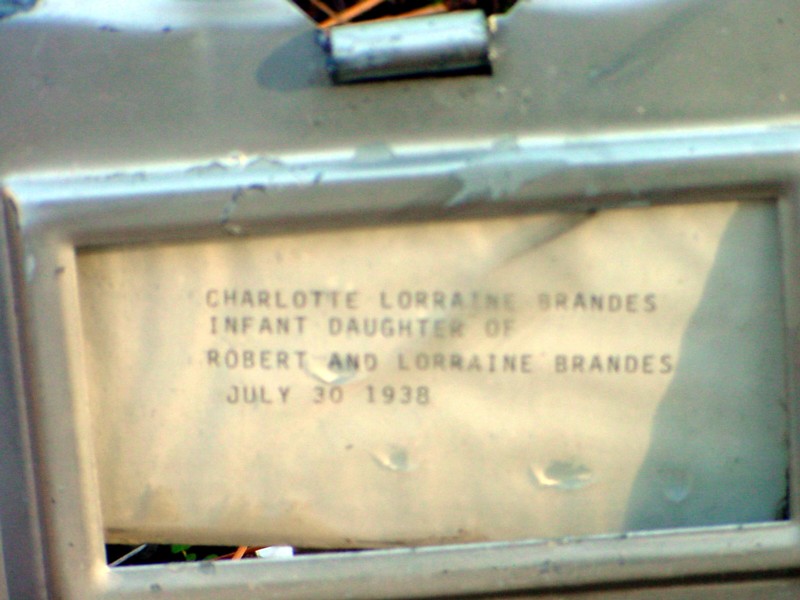 CHARLOTTE LORRAINE BRANDES
INFANT DAUGHTER OF
ROBERT AND LORRAINE BRANDES
JULY 30 1938